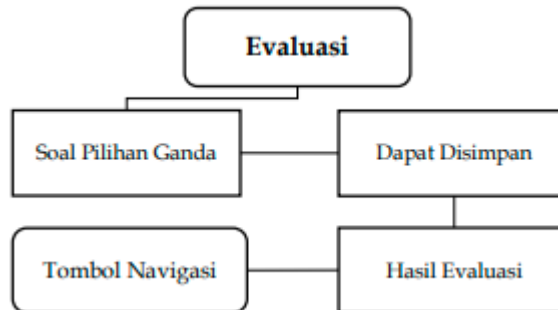 Evaluasi
Soal Pilihan Ganda
Dapat Disimpan
Tombol Navigasi
Hasil Evaluasi